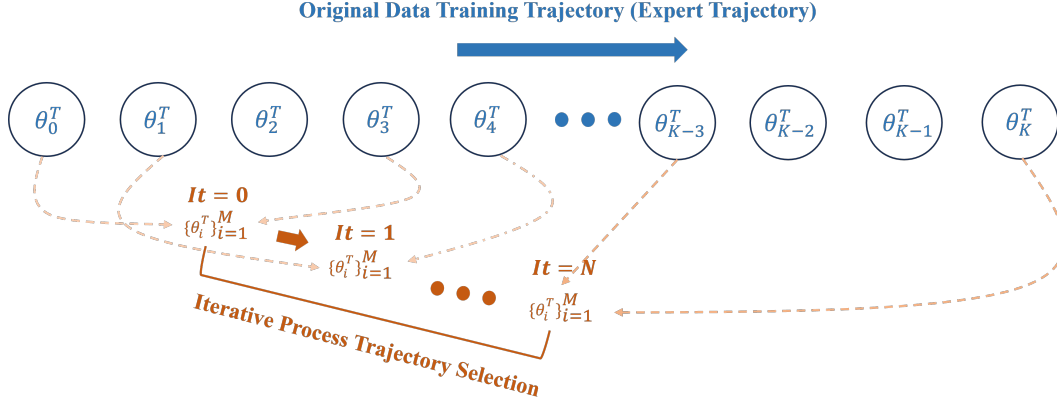 Original Data Training Trajectory (Expert Trajectory)
θ_0^T θ_1^T θ_2^T θ_3^T θ_4^T θ_{K−3}^T θ_{K−2}^T θ_{K−1}^T θ_K^T
It = 0
{θ_i^T}_{i=1}^M
It = 1
{θ_i^T}_{i=1}^M
It = N
{θ_i^T}_{i=1}^M
Iterative Process Trajectory Selection